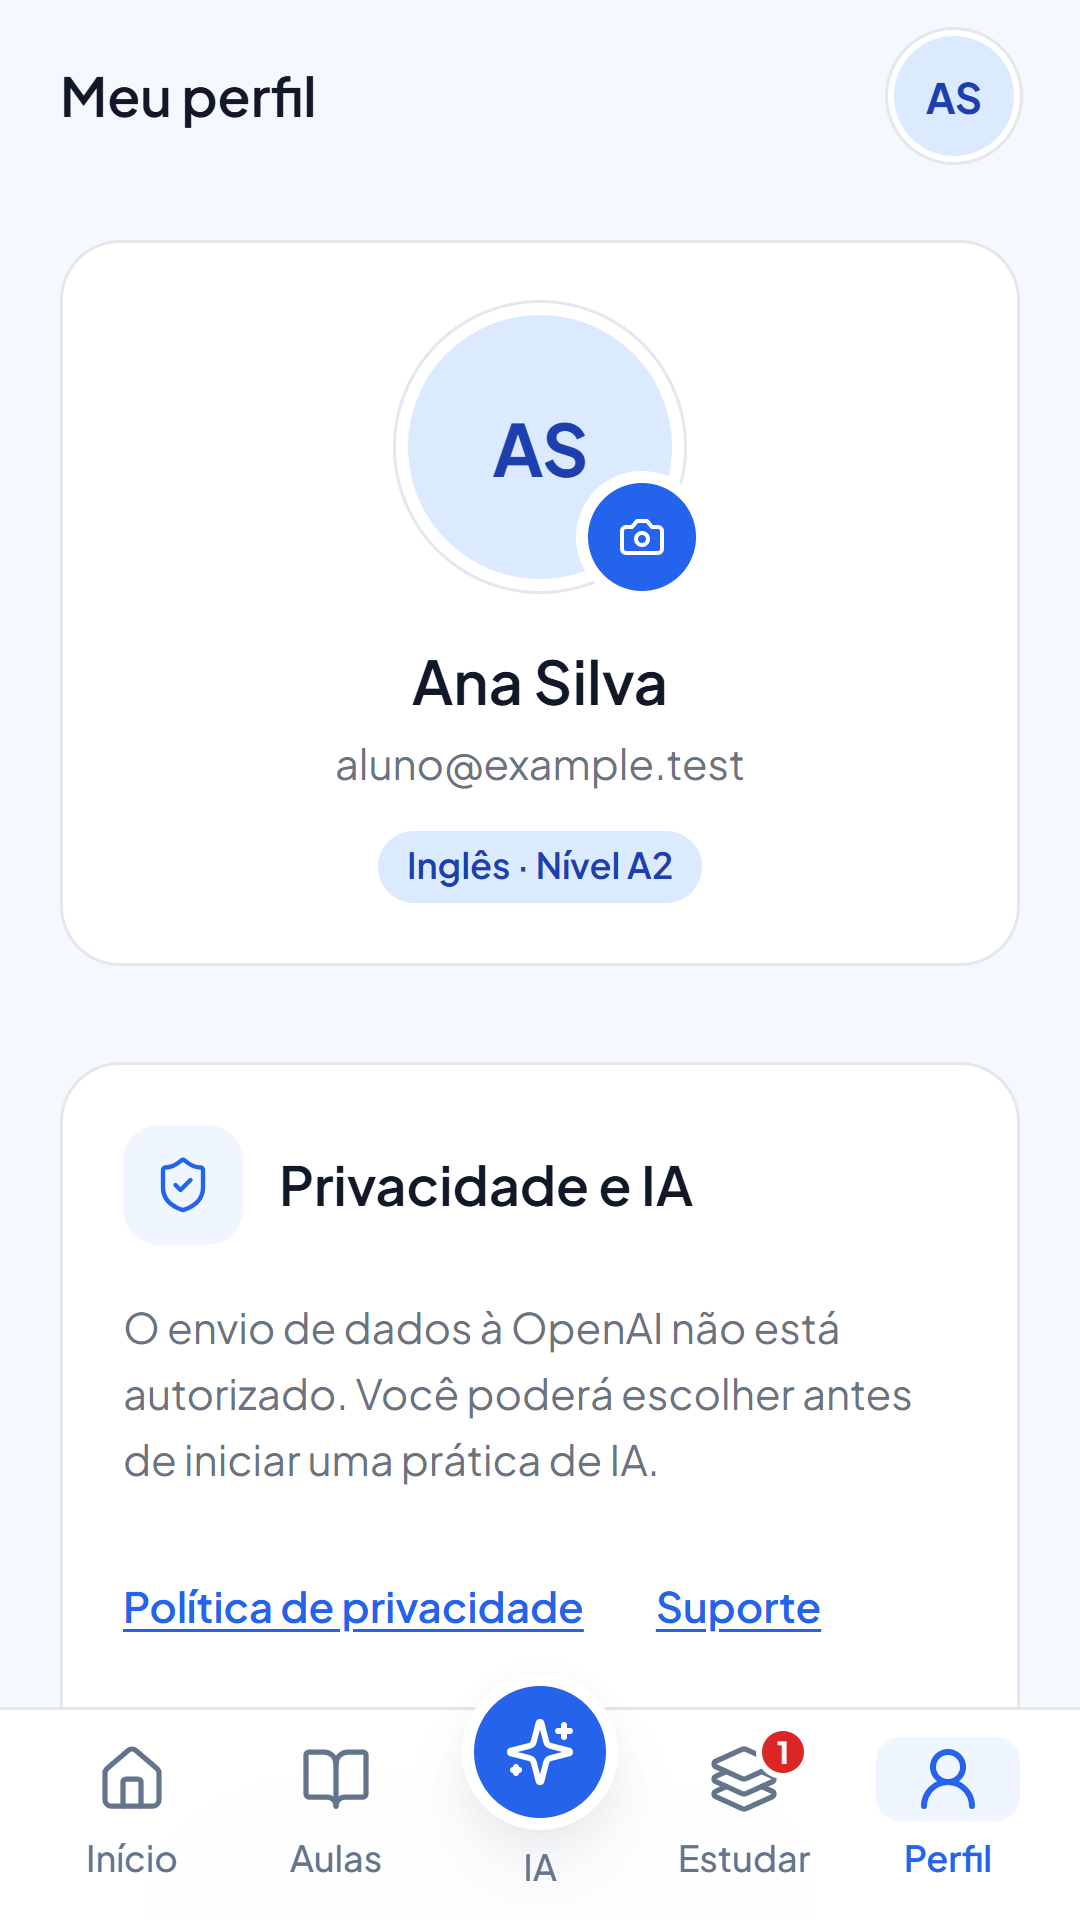 Meu perfil
AS
AS
Ana Silva
aluno@example.test
Inglês · Nível A2
Privacidade e IA
O envio de dados à OpenAI não está
autorizado. Você poderá escolher antes
de iniciar uma prática de IA.
Política de privacidade
Suporte
1
Início
Aulas
IA
Estudar
Perfil